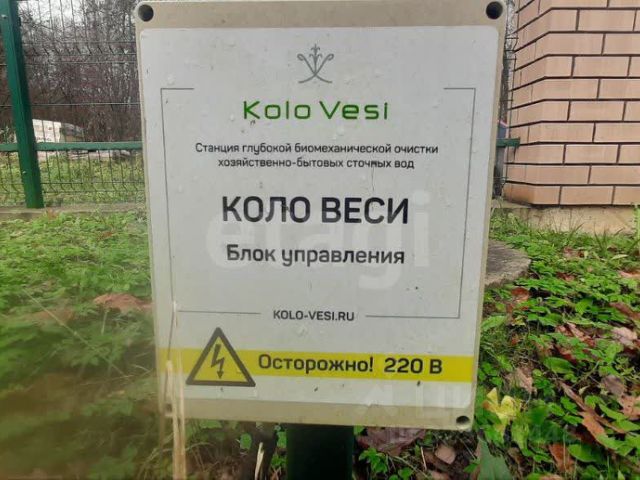 Kolo Vesi
Станция глубокой биомеханической очистки
хозяйственно-бытовых сточных вод
КОЛО ВЕСИ
etagi
Блок управления
KOLO-VESI.RU
Осторожно! 220 В